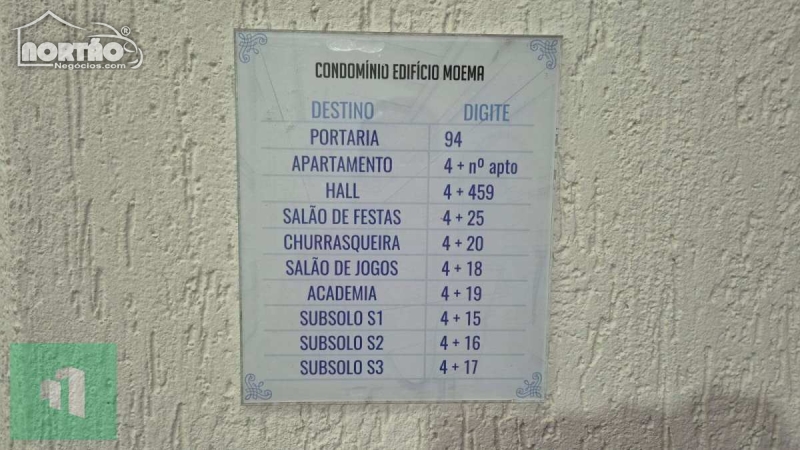 NORTÃO
Negócios.com
CONDOMÍNIO EDIFÍCIO MOEMA
DESTINO DIGITE
PORTARIA 94
APARTAMENTO 4 + nº apto
HALL 4 + 459
SALÃO DE FESTAS 4 + 25
CHURRASQUEIRA 4 + 20
SALÃO DE JOGOS 4 + 18
ACADEMIA 4 + 19
SUBSOLO S1 4 + 15
SUBSOLO S2 4 + 16
SUBSOLO S3 4 + 17